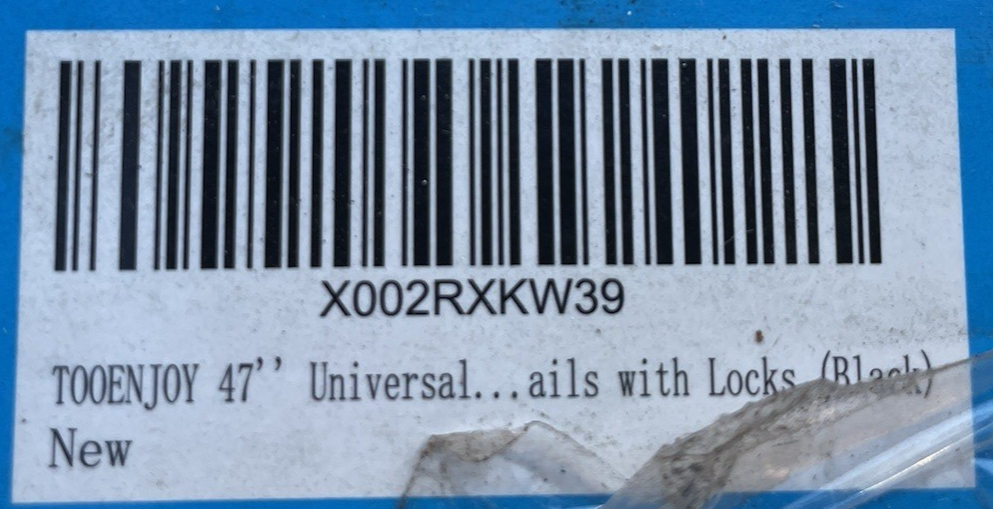 X002RXKW39
TOOENJOY 47'' Universal...ails with Locks (Black)
New